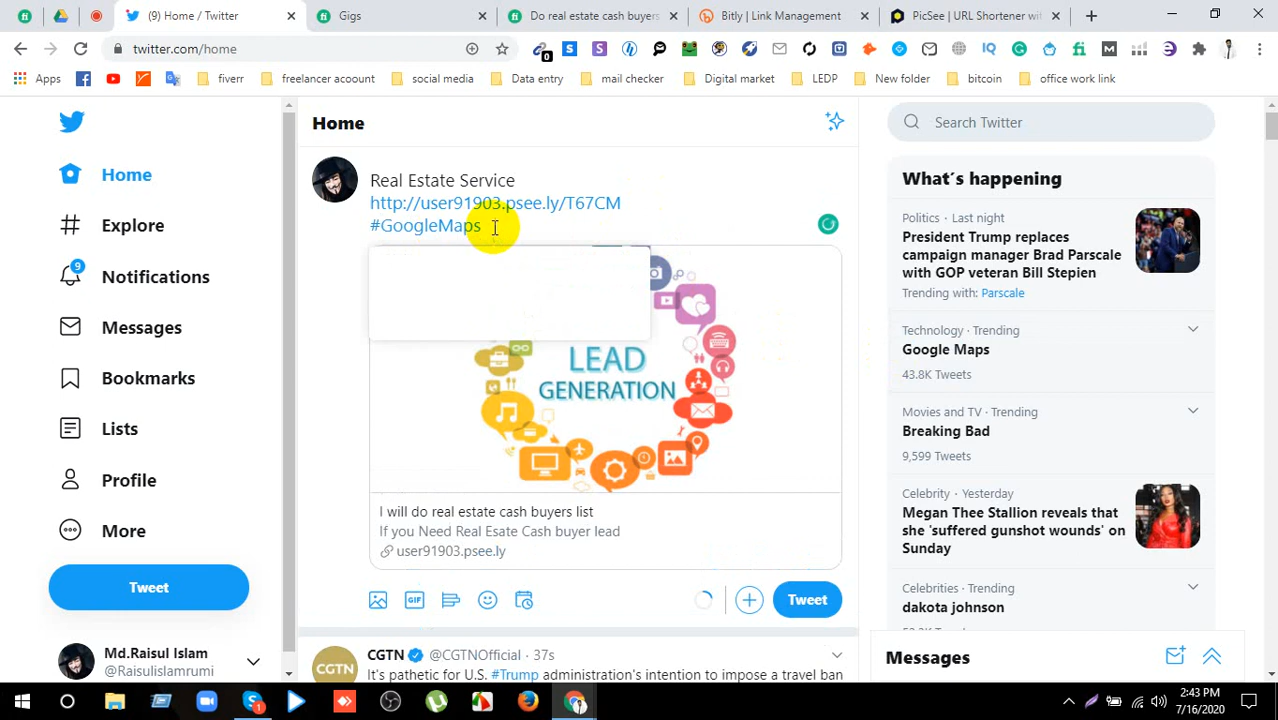 (9) Home / Twitter
Gigs
Do real estate cash buyers
Bitly | Link Management
PicSee | URL Shortener wit
twitter.com/home
0
Apps
fiverr
freelancer acoount
social media
Data entry
mail checker
Digital market
LEDP
New folder
bitcoin
office work link
Home
Search Twitter
Home
Explore
9
Notifications
Messages
Bookmarks
Lists
Profile
More
Tweet
Md.Raisul Islam
@Raisulislamrumi
Real Estate Service
http://user91903.psee.ly/T67CM
#GoogleMaps
LEAD
GENERATION
I will do real estate cash buyers list
If you Need Real Esate Cash buyer lead
user91903.psee.ly
GIF
Tweet
CGTN @CGTNOfficial · 37s
It's pathetic for U.S. #Trump administration's intention to impose a travel ban
What's happening
Politics · Last night
President Trump replaces
campaign manager Brad Parscale
with GOP veteran Bill Stepien
Trending with: Parscale
Technology · Trending
Google Maps
43.8K Tweets
Movies and TV · Trending
Breaking Bad
9,599 Tweets
Celebrity · Yesterday
Megan Thee Stallion reveals that
she 'suffered gunshot wounds' on
Sunday
Celebrities · Trending
dakota johnson
Messages
2:43 PM
7/16/2020